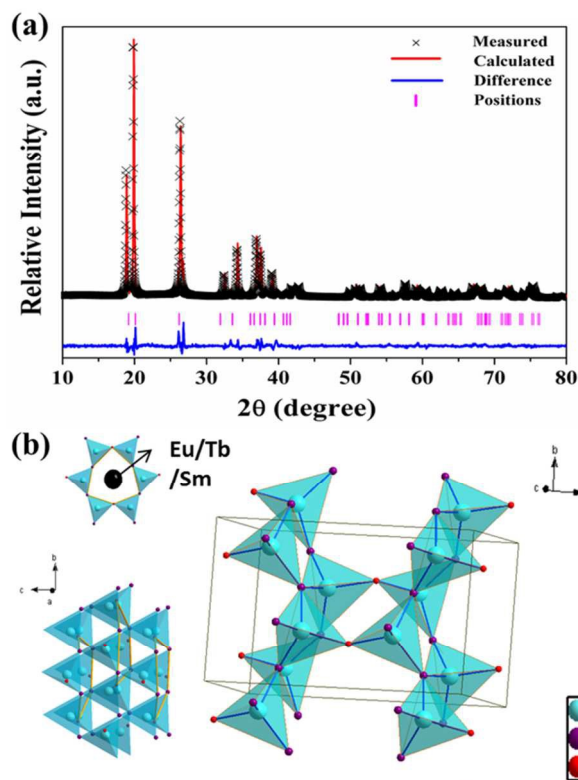 (a)
Measured
Calculated
Difference
Positions
Relative Intensity (a.u.)
10 20 30 40 50 60 70 80
2θ (degree)
(b)
Eu/Tb
/Sm
b
b
c
a